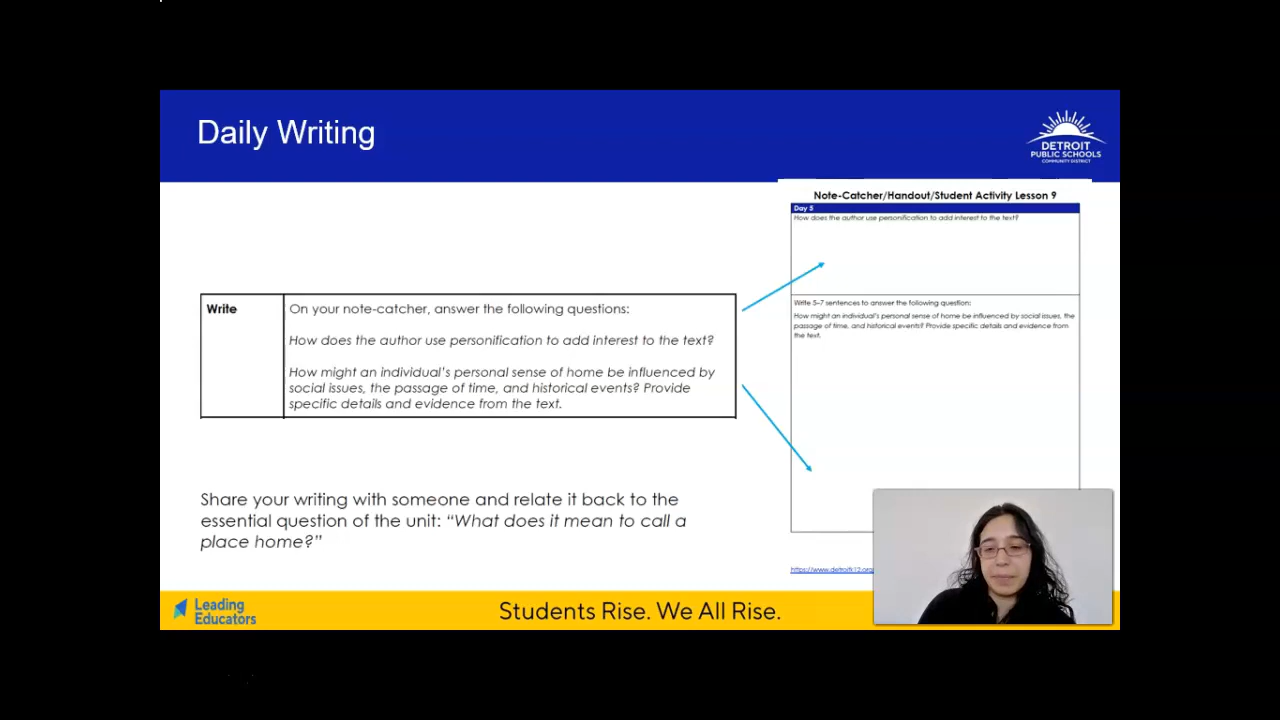 Daily Writing
DETROIT
PUBLIC SCHOOLS
COMMUNITY DISTRICT
Note-Catcher/Handout/Student Activity Lesson 9
Day 5
How does the author use personification to add interest to the text?
Write 5–7 sentences to answer the following question:
How might an individual's personal sense of home be influenced by social issues, the
passage of time, and historical events? Provide specific details and evidence from
the text.
Write
On your note-catcher, answer the following questions:
How does the author use personification to add interest to the text?
How might an individual's personal sense of home be influenced by
social issues, the passage of time, and historical events? Provide
specific details and evidence from the text.
Share your writing with someone and relate it back to the
essential question of the unit: "What does it mean to call a
place home?"
https://www.detroitk12.org
Leading
Educators
Students Rise. We All Rise.